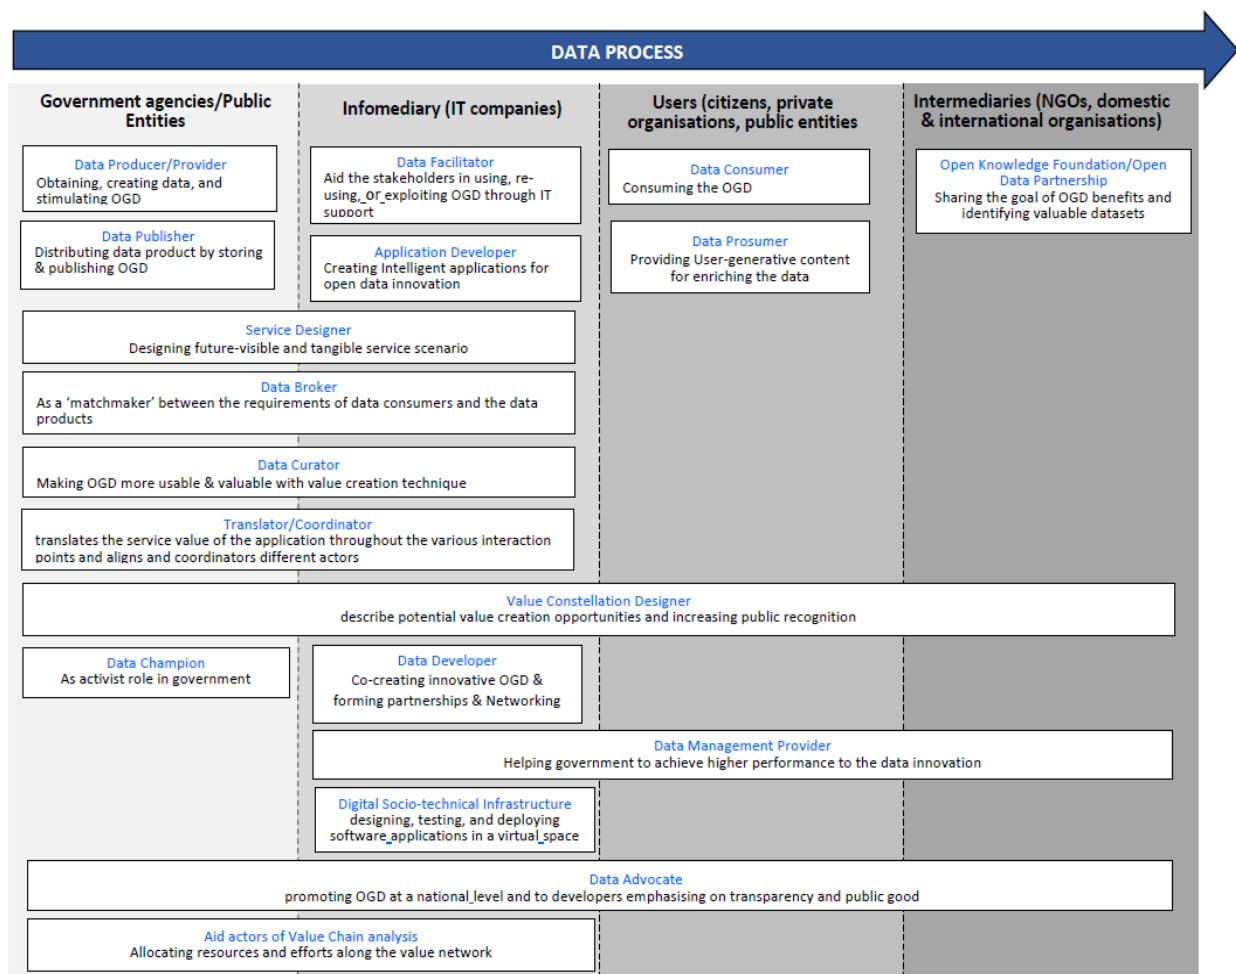 DATA PROCESS
Government agencies/Public
Entities
Infomediary (IT companies)
Users (citizens, private
organisations, public entities
Intermediaries (NGOs, domestic
& international organisations)
Data Producer/Provider
Obtaining, creating data, and
stimulating OGD
Data Publisher
Distributing data product by storing
& publishing OGD
Data Facilitator
Aid the stakeholders in using, re-
using, or exploiting OGD through IT
support
Application Developer
Creating Intelligent applications for
open data innovation
Data Consumer
Consuming the OGD
Data Prosumer
Providing User-generative content
for enriching the data
Open Knowledge Foundation/Open
Data Partnership
Sharing the goal of OGD benefits and
identifying valuable datasets
Service Designer
Designing future-visible and tangible service scenario
Data Broker
As a ‘matchmaker’ between the requirements of data consumers and the data
products
Data Curator
Making OGD more usable & valuable with value creation technique
Translator/Coordinator
translates the service value of the application throughout the various interaction
points and aligns and coordinators different actors
Value Constellation Designer
describe potential value creation opportunities and increasing public recognition
Data Champion
As activist role in government
Data Developer
Co-creating innovative OGD &
forming partnerships & Networking
Data Management Provider
Helping government to achieve higher performance to the data innovation
Digital Socio-technical Infrastructure
designing, testing, and deploying
software applications in a virtual space
Data Advocate
promoting OGD at a national level and to developers emphasising on transparency and public good
Aid actors of Value Chain analysis
Allocating resources and efforts along the value network